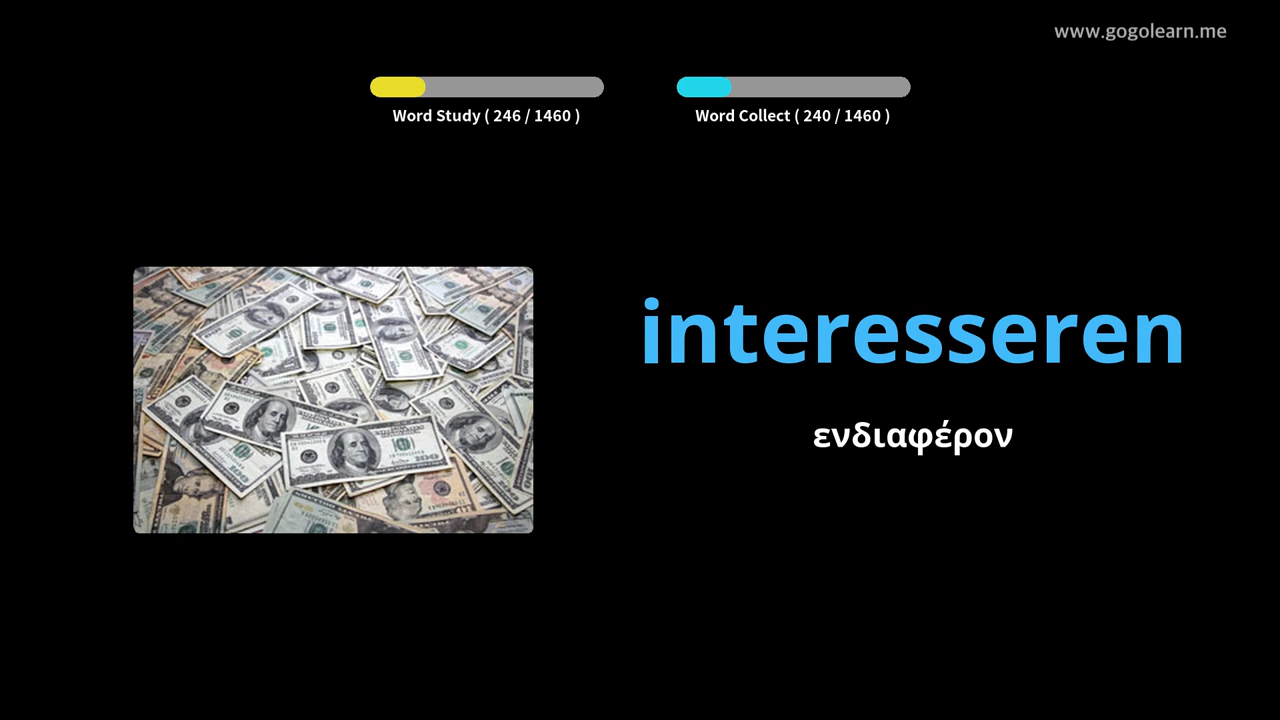 www.gogolearn.me
Word Study ( 246 / 1460 )
Word Collect ( 240 / 1460 )
interesseren
ενδιαφέρον